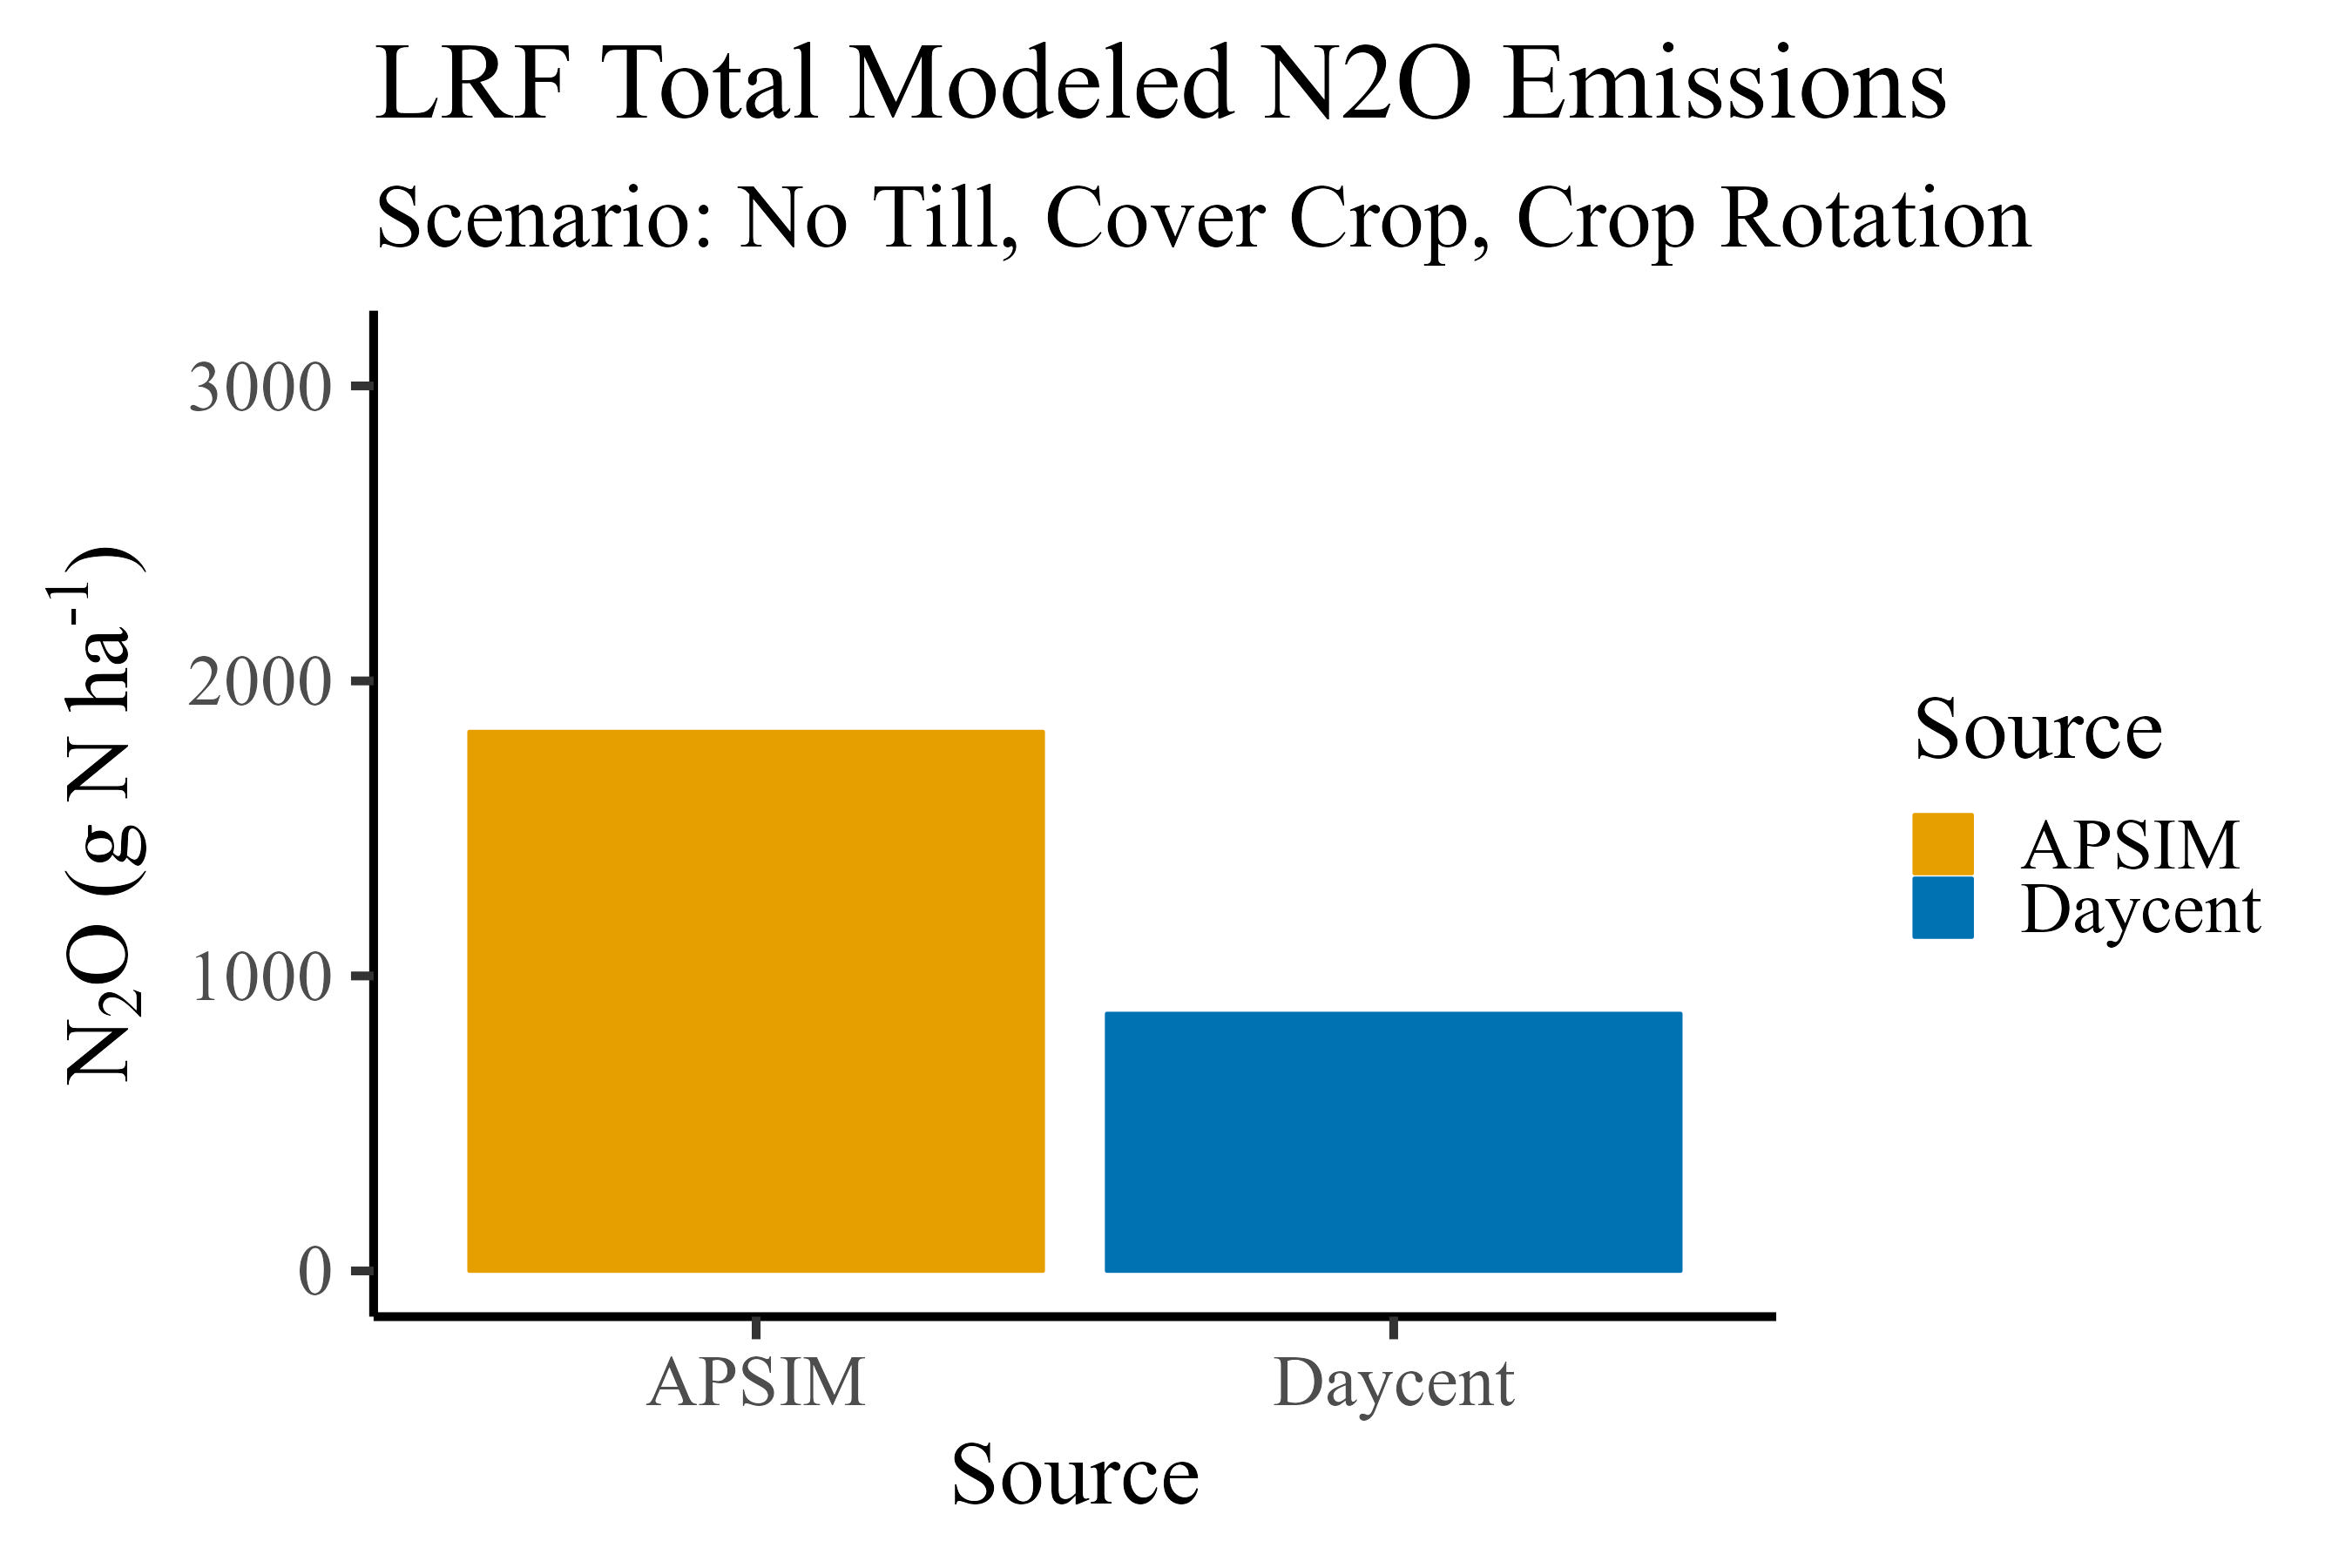 LRF Total Modeled N2O Emissions
Scenario: No Till, Cover Crop, Crop Rotation
N₂O (g N ha⁻¹)
3000
2000
1000
0
APSIM
Daycent
Source
Source
APSIM
Daycent